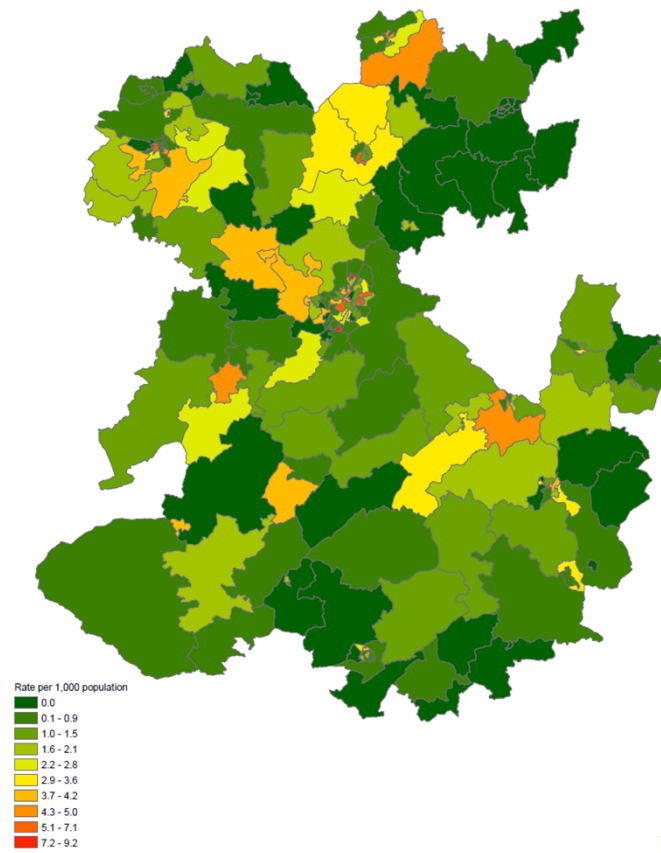 Rate per 1,000 population
0.0
0.1 - 0.9
1.0 - 1.5
1.6 - 2.1
2.2 - 2.8
2.9 - 3.6
3.7 - 4.2
4.3 - 5.0
5.1 - 7.1
7.2 - 9.2